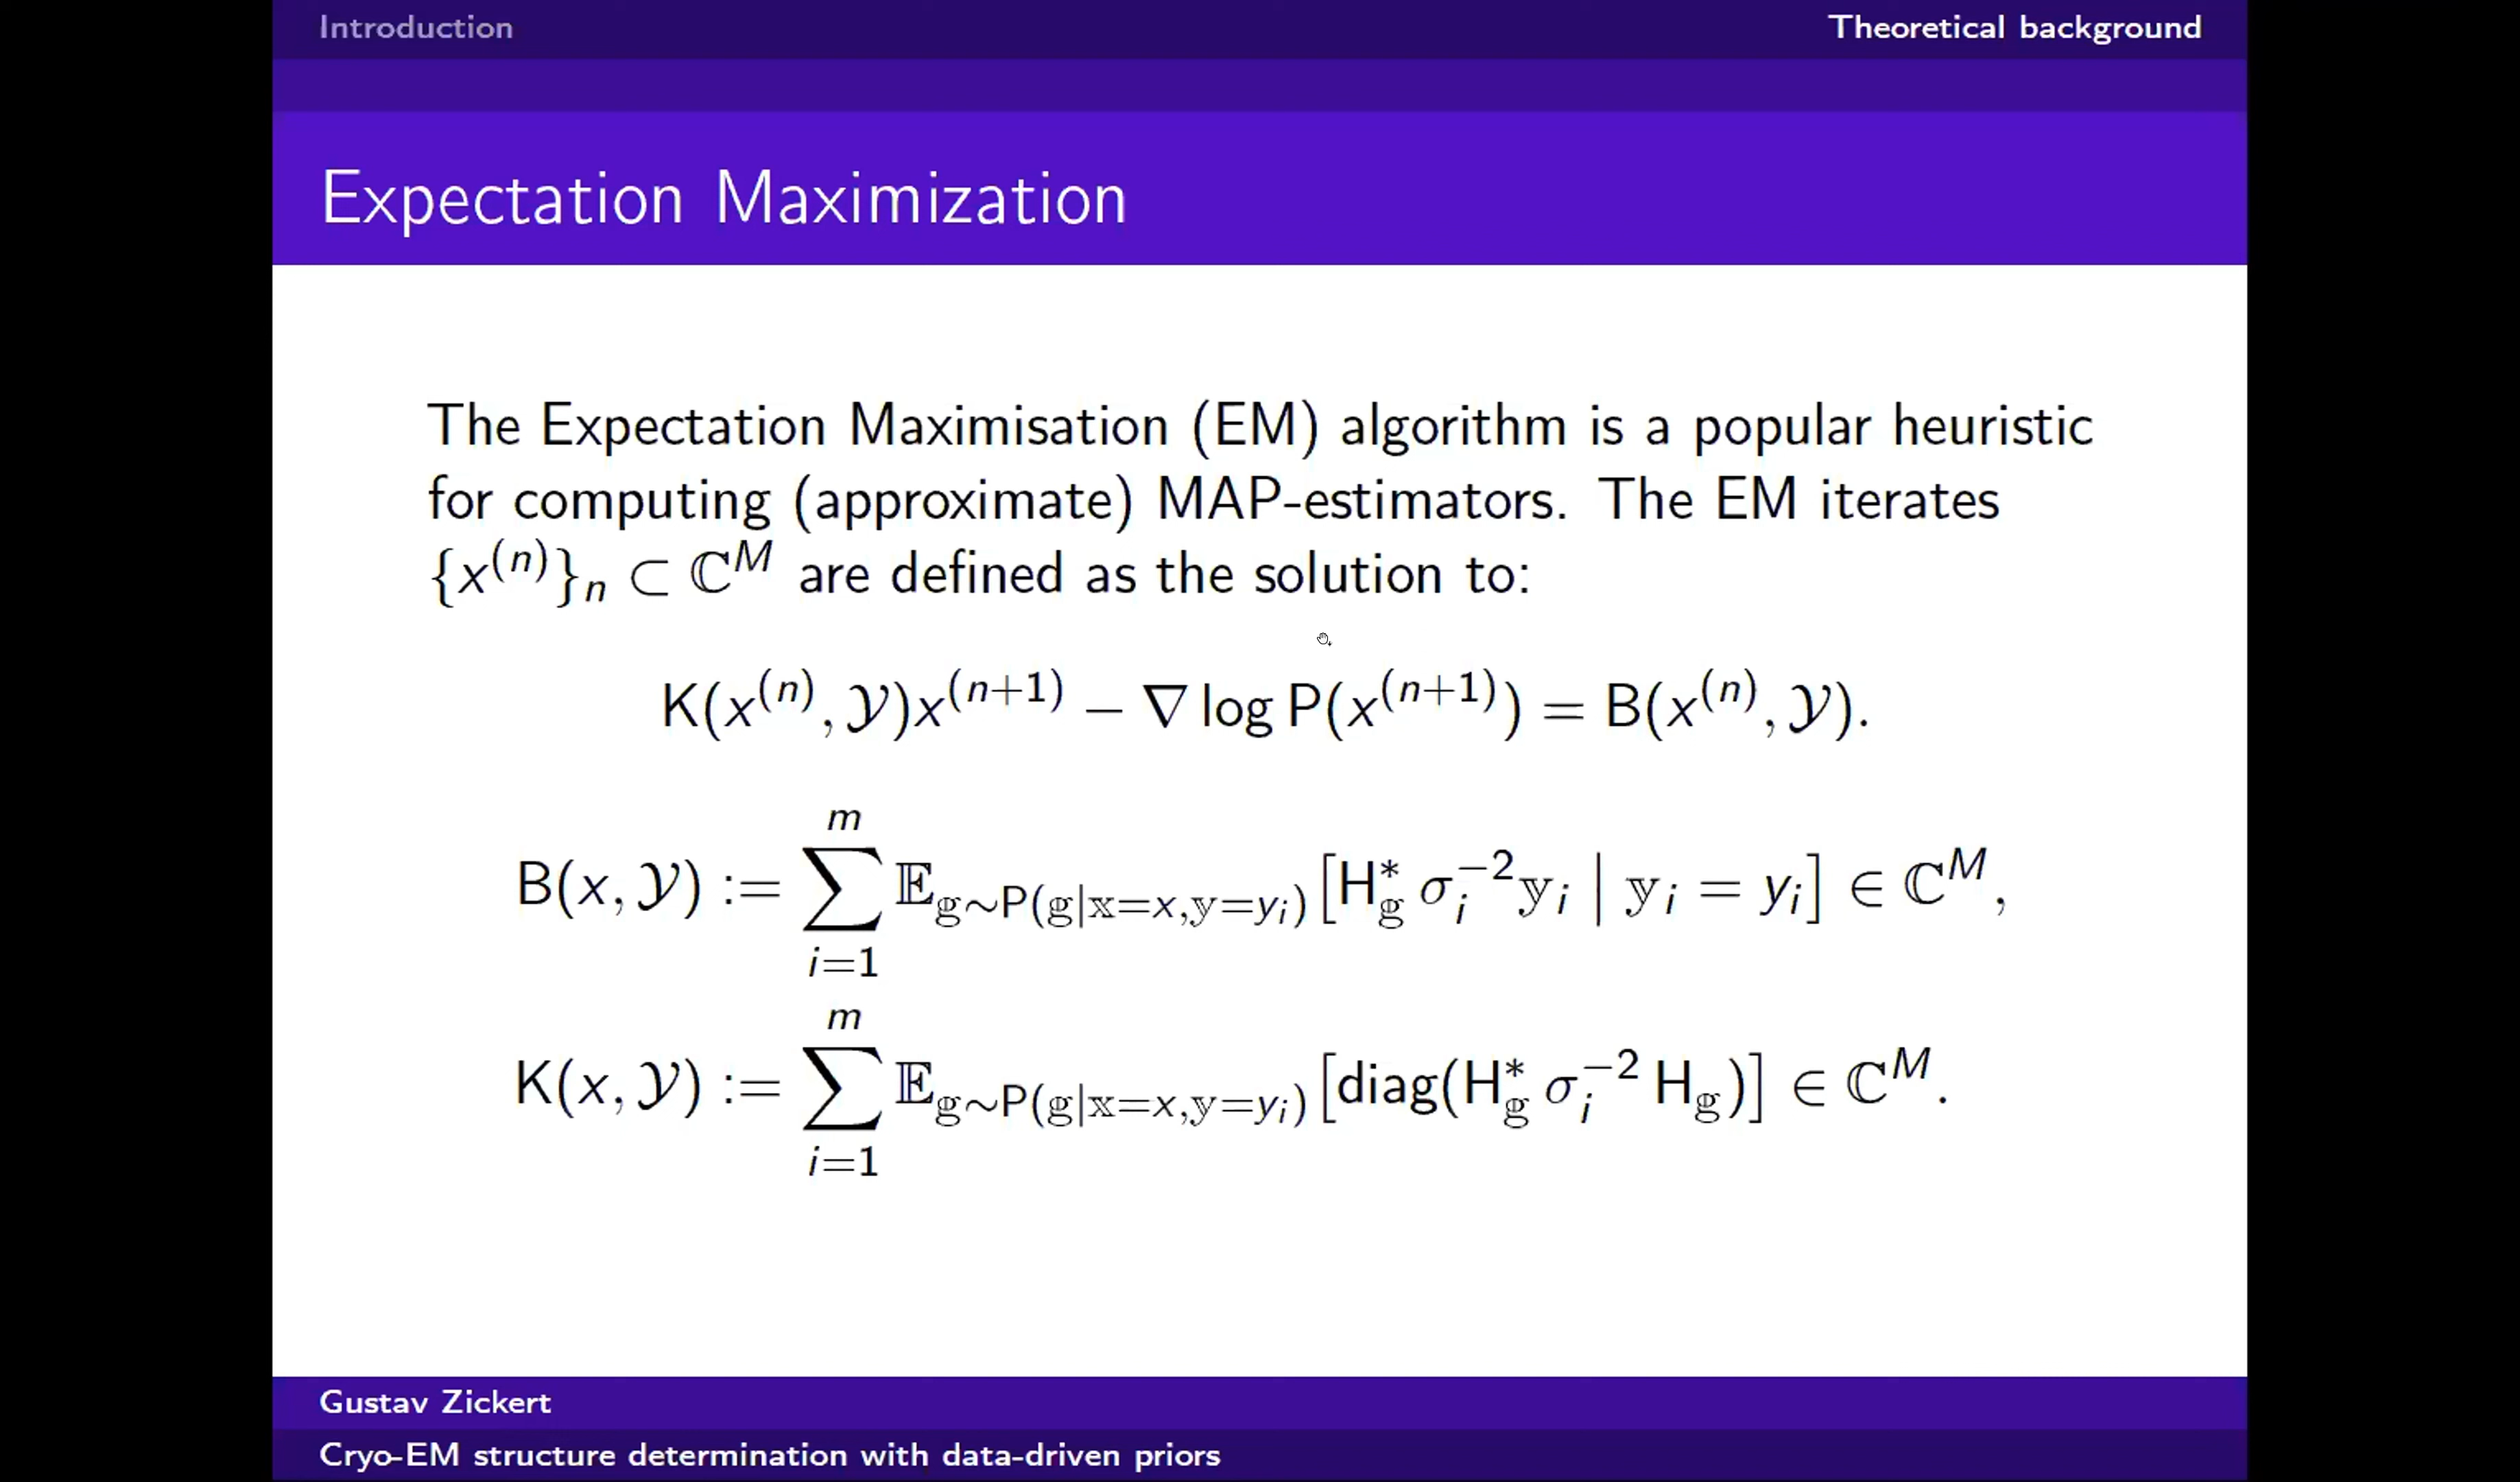 Introduction
Theoretical background
Expectation Maximization
The Expectation Maximisation (EM) algorithm is a popular heuristic
for computing (approximate) MAP-estimators. The EM iterates
{x^{(n)}}_n ⊂ ℂ^M are defined as the solution to:
K(x^{(n)}, 𝒴)x^{(n+1)} − ∇ log P(x^{(n+1)}) = B(x^{(n)}, 𝒴).
B(x, 𝒴) := ∑_{i=1}^{m} 𝔼_{𝕘∼P(𝕘|𝕩=x,𝕪=y_i)} [H_𝕘^* σ_i^{−2} 𝕪_i | 𝕪_i = y_i] ∈ ℂ^M,
K(x, 𝒴) := ∑_{i=1}^{m} 𝔼_{𝕘∼P(𝕘|𝕩=x,𝕪=y_i)} [diag(H_𝕘^* σ_i^{−2} H_𝕘)] ∈ ℂ^M.
Gustav Zickert
Cryo-EM structure determination with data-driven priors